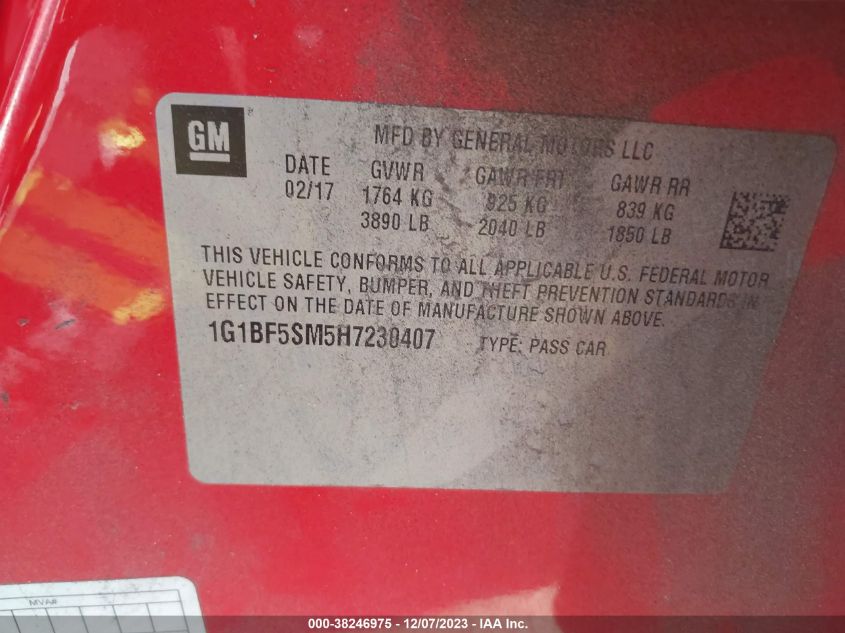 GM
MFD BY GENERAL MOTORS LLC
DATE GVWR GAWR FRT GAWR RR
02/17 1764 KG 925 KG 839 KG
3890 LB 2040 LB 1850 LB
THIS VEHICLE CONFORMS TO ALL APPLICABLE U.S. FEDERAL MOTOR
VEHICLE SAFETY, BUMPER, AND THEFT PREVENTION STANDARDS IN
EFFECT ON THE DATE OF MANUFACTURE SHOWN ABOVE.
1G1BF5SM5H7230407 TYPE: PASS CAR
MVA#
000-38246975 - 12/07/2023 - IAA Inc.